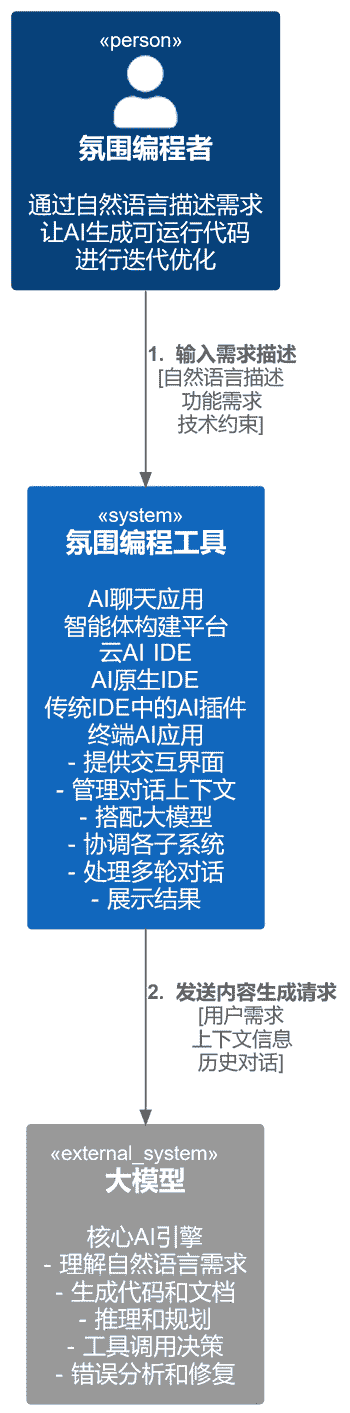 «person»
氛围编程者
通过自然语言描述需求
让AI生成可运行代码
进行迭代优化
1. 输入需求描述
[自然语言描述
功能需求
技术约束]
«system»
氛围编程工具
AI聊天应用
智能体构建平台
云AI IDE
AI原生IDE
传统IDE中的AI插件
终端AI应用
- 提供交互界面
- 管理对话上下文
- 搭配大模型
- 协调各子系统
- 处理多轮对话
- 展示结果
2. 发送内容生成请求
[用户需求
上下文信息
历史对话]
«external_system»
大模型
核心AI引擎
- 理解自然语言需求
- 生成代码和文档
- 推理和规划
- 工具调用决策
- 错误分析和修复